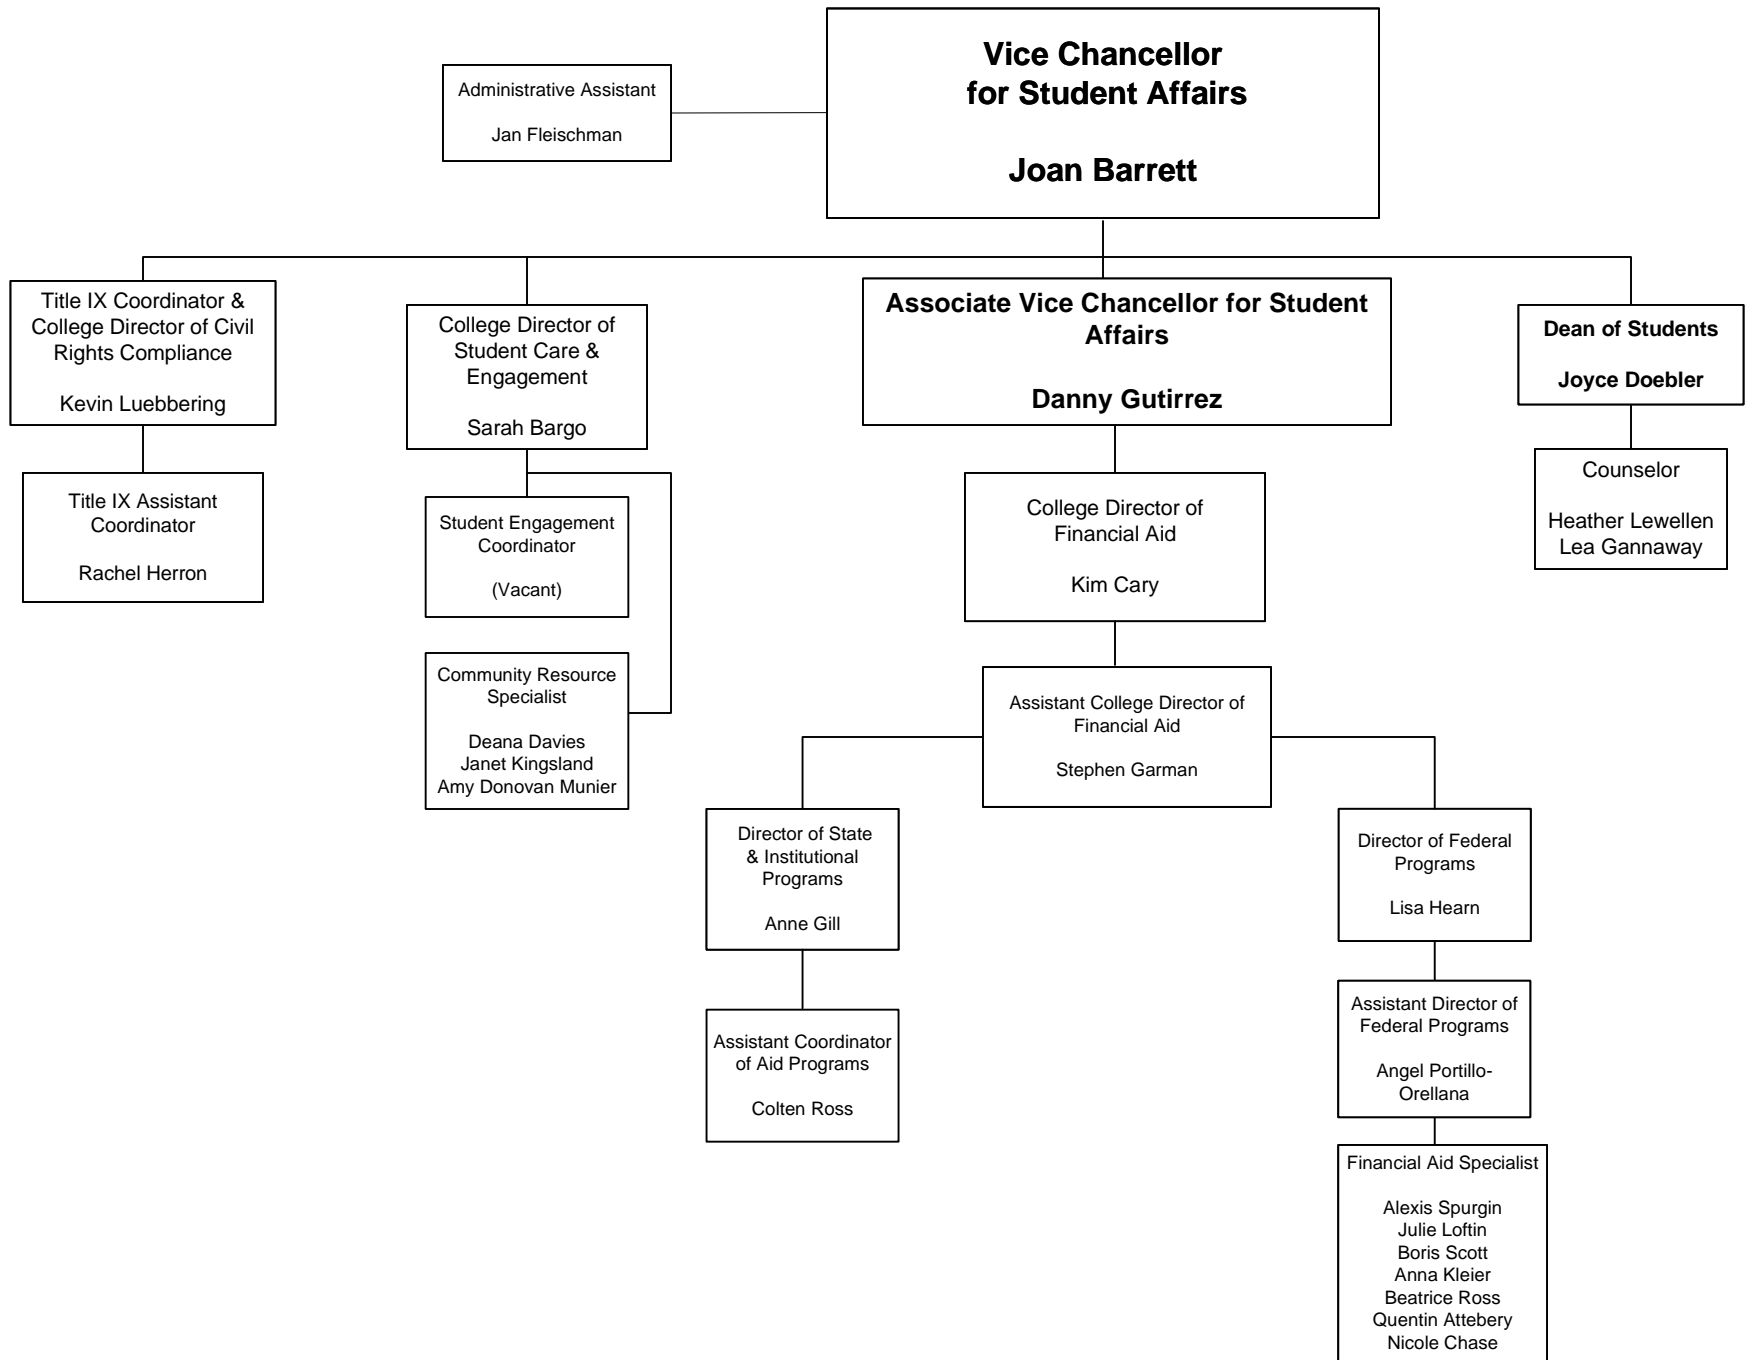 Vice Chancellor
for Student Affairs
Joan Barrett
Administrative Assistant
Jan Fleischman
Title IX Coordinator &
College Director of Civil
Rights Compliance
Kevin Luebbering
Title IX Assistant
Coordinator
Rachel Herron
College Director of
Student Care &
Engagement
Sarah Bargo
Student Engagement
Coordinator
(Vacant)
Community Resource
Specialist
Deana Davies
Janet Kingsland
Amy Donovan Munier
Associate Vice Chancellor for Student
Affairs
Danny Gutirrez
College Director of
Financial Aid
Kim Cary
Assistant College Director of
Financial Aid
Stephen Garman
Director of State
& Institutional
Programs
Anne Gill
Assistant Coordinator
of Aid Programs
Colten Ross
Director of Federal
Programs
Lisa Hearn
Assistant Director of
Federal Programs
Angel Portillo-
Orellana
Financial Aid Specialist
Alexis Spurgin
Julie Loftin
Boris Scott
Anna Kleier
Beatrice Ross
Quentin Attebery
Nicole Chase
Dean of Students
Joyce Doebler
Counselor
Heather Lewellen
Lea Gannaway